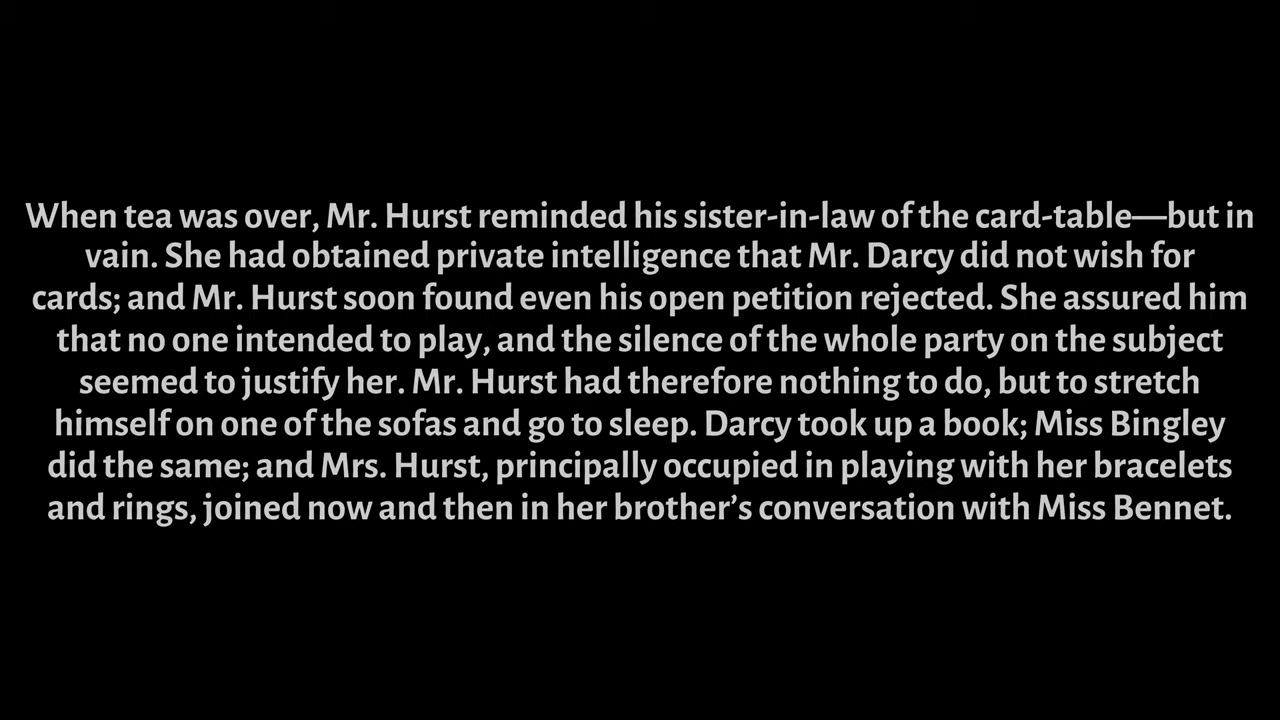 When tea was over, Mr. Hurst reminded his sister-in-law of the card-table—but in
vain. She had obtained private intelligence that Mr. Darcy did not wish for
cards; and Mr. Hurst soon found even his open petition rejected. She assured him
that no one intended to play, and the silence of the whole party on the subject
seemed to justify her. Mr. Hurst had therefore nothing to do, but to stretch
himself on one of the sofas and go to sleep. Darcy took up a book; Miss Bingley
did the same; and Mrs. Hurst, principally occupied in playing with her bracelets
and rings, joined now and then in her brother’s conversation with Miss Bennet.